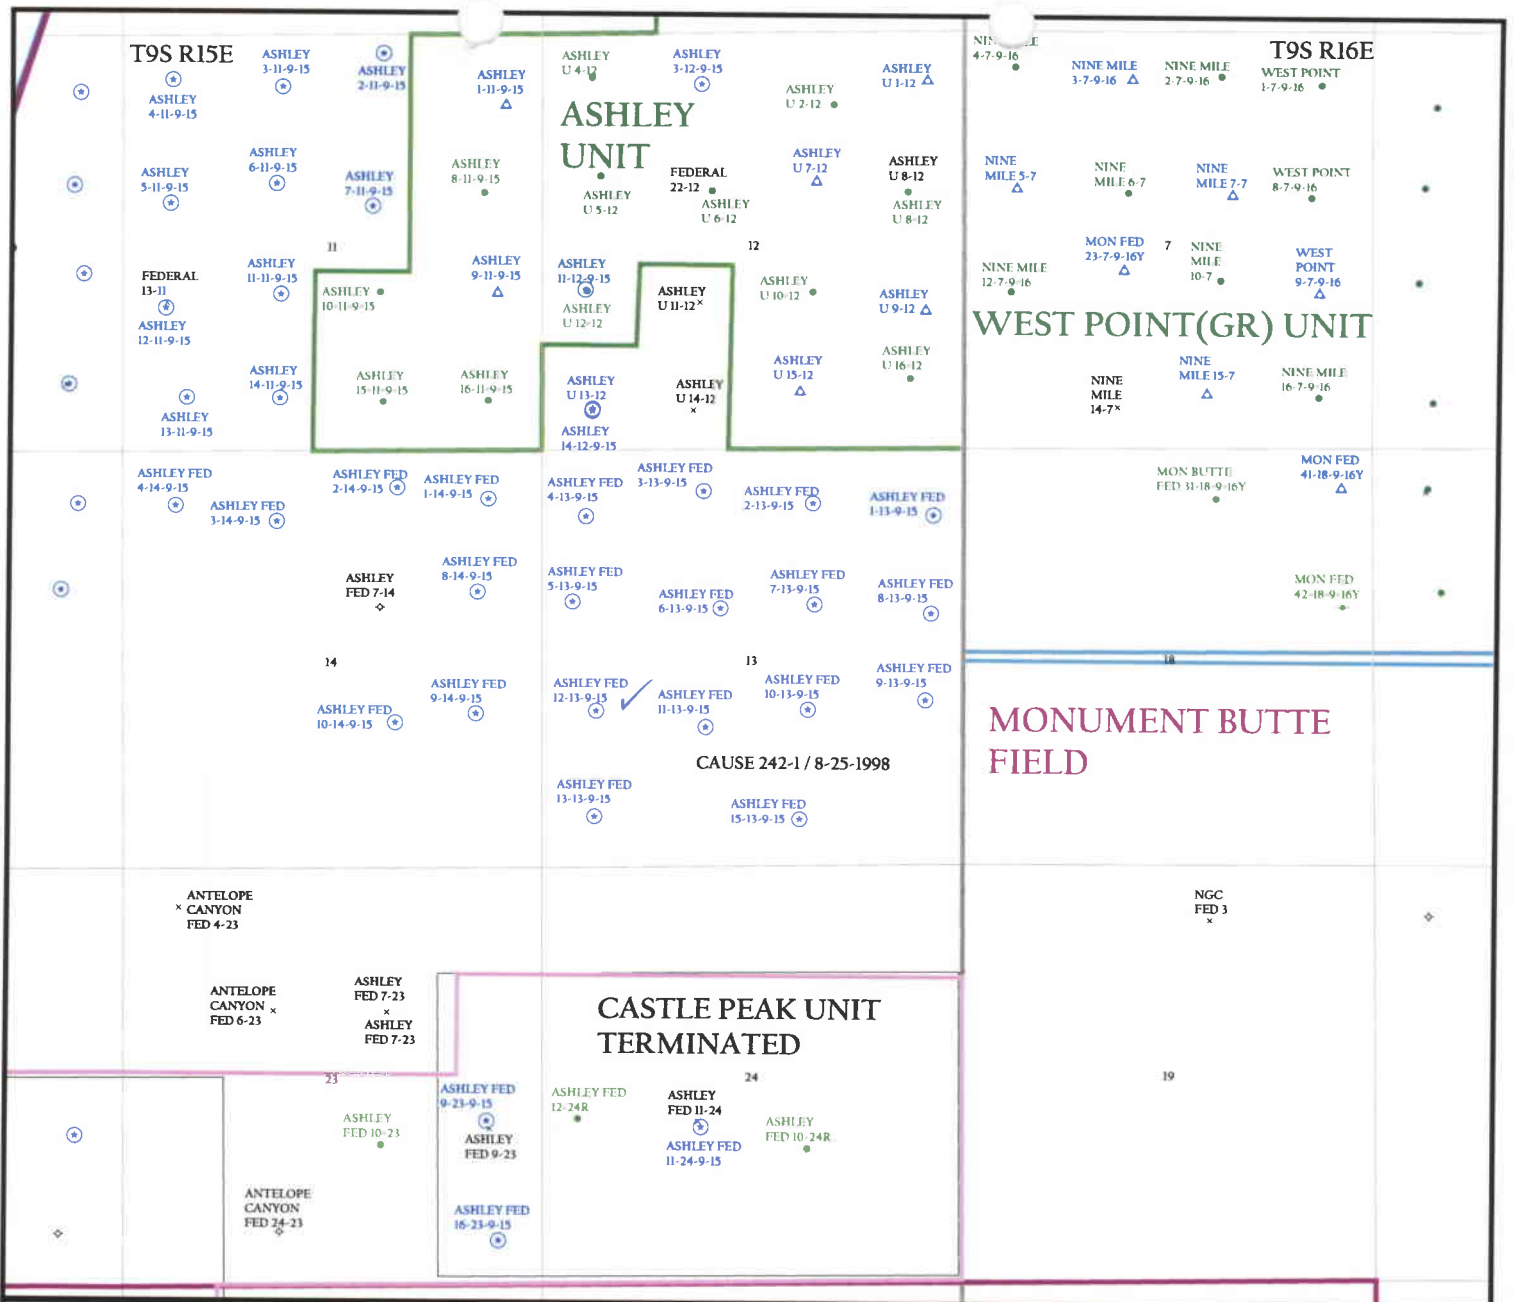 T9S R15E
ASHLEY
3-11-9-15
ASHLEY
2-11-9-15
ASHLEY
4-11-9-15
ASHLEY
1-11-9-15
ASHLEY
U 4-12
ASHLEY
3-12-9-15
ASHLEY
U 2-12
ASHLEY
U 1-12
4-7-9-16
NINE MILE
3-7-9-16
NINE MILE
2-7-9-16
T9S R16E
WEST POINT
1-7-9-16
ASHLEY
UNIT
ASHLEY
5-11-9-15
ASHLEY
6-11-9-15
ASHLEY
7-11-9-15
ASHLEY
8-11-9-15
ASHLEY
U 5-12
FEDERAL
22-12
ASHLEY
U 6-12
ASHLEY
U 7-12
ASHLEY
U 8-12
ASHLEY
U 8-12
NINE
MILE 5-7
NINE
MILE 6-7
NINE
MILE 7-7
WEST POINT
8-7-9-16
11
12
7
FEDERAL
13-11
ASHLEY
12-11-9-15
ASHLEY
11-11-9-15
ASHLEY
10-11-9-15
ASHLEY
9-11-9-15
ASHLEY
11-12-9-15
ASHLEY
U 12-12
ASHLEY
U 11-12
ASHLEY
U 10-12
ASHLEY
U 9-12
NINE MILE
12-7-9-16
MON FED
23-7-9-16Y
NINE
MILE
10-7
WEST
POINT
9-7-9-16
WEST POINT(GR) UNIT
ASHLEY
13-11-9-15
ASHLEY
14-11-9-15
ASHLEY
15-11-9-15
ASHLEY
16-11-9-15
ASHLEY
U 13-12
ASHLEY
14-12-9-15
ASHLEY
U 14-12
ASHLEY
U 15-12
ASHLEY
U 16-12
NINE
MILE
14-7
NINE
MILE 15-7
NINE MILE
16-7-9-16
ASHLEY FED
4-14-9-15
ASHLEY FED
3-14-9-15
ASHLEY FED
2-14-9-15
ASHLEY FED
1-14-9-15
ASHLEY FED
4-13-9-15
ASHLEY FED
3-13-9-15
ASHLEY FED
2-13-9-15
ASHLEY FED
1-13-9-15
MON BUTTE
FED 31-18-9-16Y
MON FED
41-18-9-16Y
ASHLEY
FED 7-14
ASHLEY FED
8-14-9-15
ASHLEY FED
5-13-9-15
ASHLEY FED
6-13-9-15
ASHLEY FED
7-13-9-15
ASHLEY FED
8-13-9-15
MON FED
42-18-9-16Y
14
13
18
ASHLEY FED
10-14-9-15
ASHLEY FED
9-14-9-15
ASHLEY FED
12-13-9-15
ASHLEY FED
11-13-9-15
ASHLEY FED
10-13-9-15
ASHLEY FED
9-13-9-15
MONUMENT BUTTE
FIELD
CAUSE 242-1 / 8-25-1998
ASHLEY FED
13-13-9-15
ASHLEY FED
15-13-9-15
ANTELOPE
CANYON
FED 4-23
NGC
FED 3
ANTELOPE
CANYON
FED 6-23
ASHLEY
FED 7-23
ASHLEY
FED 7-23
CASTLE PEAK UNIT
TERMINATED
23
24
19
ASHLEY
FED 10-23
ASHLEY FED
9-23-9-15
ASHLEY
FED 9-23
ASHLEY FED
12-24R
ASHLEY
FED 11-24
ASHLEY FED
11-24-9-15
ASHLEY
FED 10-24R
ANTELOPE
CANYON
FED 24-23
ASHLEY FED
16-23-9-15